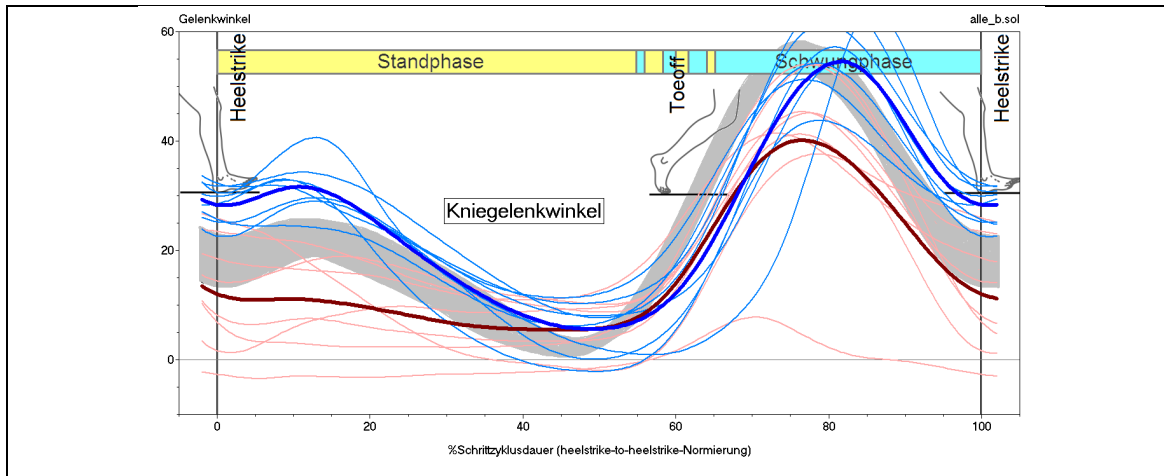 Gelenkwinkel
alle_b.sol
60
Standphase
Schwungphase
Heelstrike
Toeoff
Heelstrike
40
Kniegelenkwinkel
20
0
0
20
40
60
80
100
%Schrittzyklusdauer (heelstrike-to-heelstrike-Normierung)